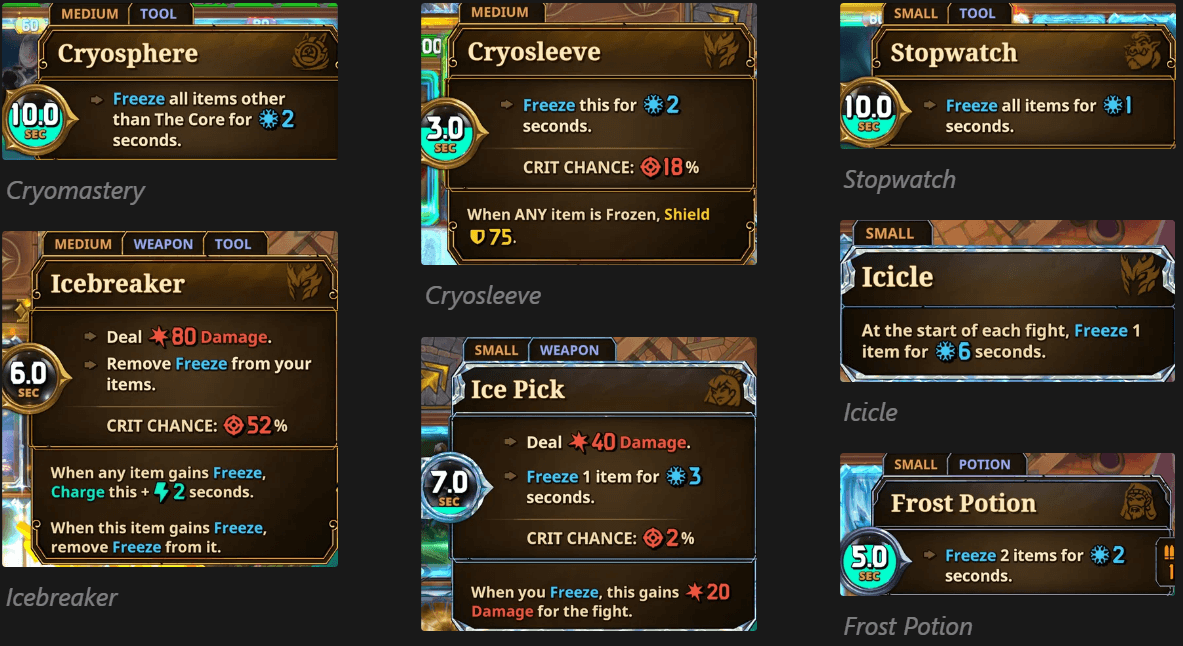 MEDIUM TOOL
Cryosphere
10.0
SEC
Freeze all items other
than The Core for 2
seconds.
Cryomastery
MEDIUM WEAPON TOOL
Icebreaker
6.0
SEC
Deal 80 Damage.
Remove Freeze from your
items.
CRIT CHANCE: 52%
When any item gains Freeze,
Charge this + 2 seconds.
When this item gains Freeze,
remove Freeze from it.
Icebreaker
MEDIUM
Cryosleeve
3.0
SEC
Freeze this for 2
seconds.
CRIT CHANCE: 18%
When ANY item is Frozen, Shield
75.
Cryosleeve
SMALL WEAPON
Ice Pick
7.0
SEC
Deal 40 Damage.
Freeze 1 item for 3
seconds.
CRIT CHANCE: 2%
When you Freeze, this gains 20
Damage for the fight.
SMALL TOOL
Stopwatch
10.0
SEC
Freeze all items for 1
seconds.
Stopwatch
SMALL
Icicle
At the start of each fight, Freeze 1
item for 6 seconds.
Icicle
SMALL POTION
Frost Potion
5.0
SEC
Freeze 2 items for 2
seconds.
1
Frost Potion